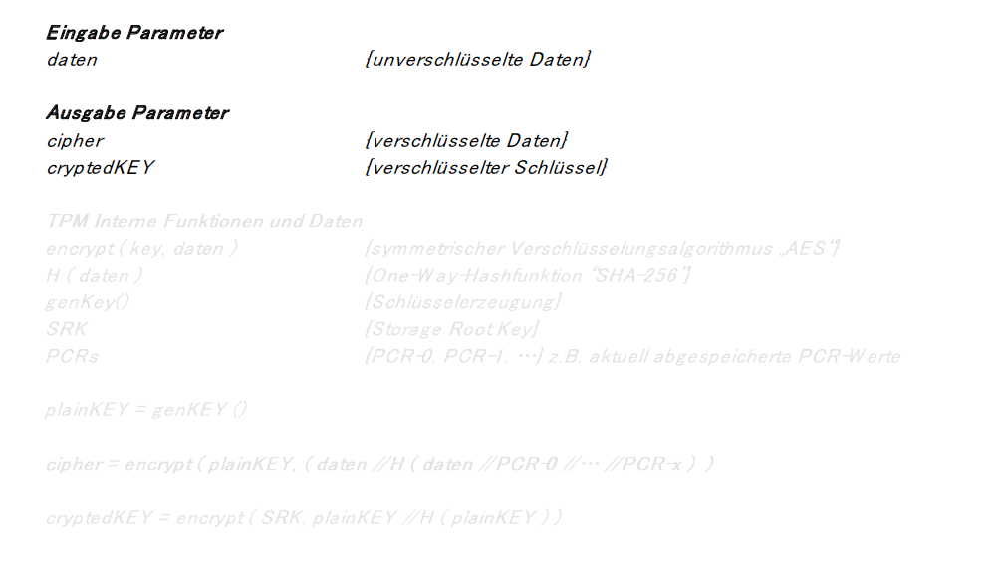 Eingabe Parameter
daten {unverschlüsselte Daten}
Ausgabe Parameter
cipher {verschlüsselte Daten}
cryptedKEY {verschlüsselter Schlüssel}
TPM Interne Funktionen und Daten
encrypt ( key, daten ) {symmetrischer Verschlüsselungsalgorithmus „AES“}
H ( daten ) {One-Way-Hashfunktion “SHA-256”}
genKey() {Schlüsselerzeugung}
SRK {Storage Root Key}
PCRs {PCR-0, PCR-1, …} z.B. aktuell abgespeicherte PCR-Werte
plainKEY = genKEY ()
cipher = encrypt ( plainKEY, ( daten //H ( daten //PCR-0 //… //PCR-x ) )
cryptedKEY = encrypt ( SRK, plainKEY //H ( plainKEY ) )